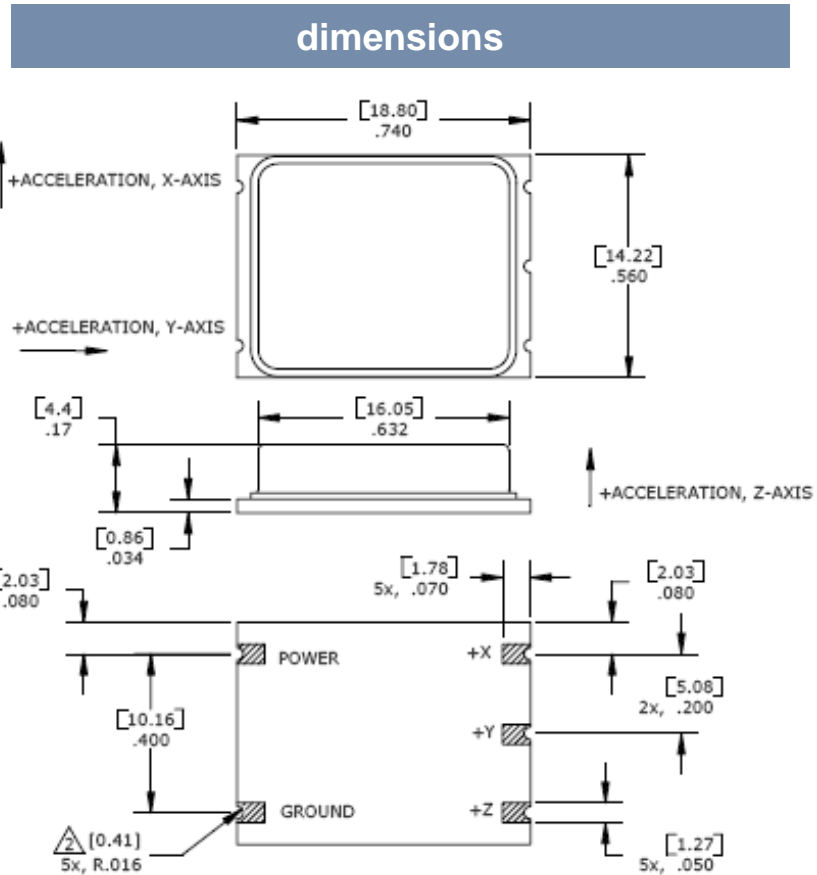 dimensions
[18.80]
.740
+ACCELERATION, X-AXIS
[14.22]
.560
+ACCELERATION, Y-AXIS
[4.4]
.17
[16.05]
.632
+ACCELERATION, Z-AXIS
[0.86]
.034
[2.03]
.080
[1.78]
5x, .070
[2.03]
.080
POWER
+X
[5.08]
2x, .200
[10.16]
.400
+Y
GROUND
+Z
2 [0.41]
5x, R.016
[1.27]
5x, .050